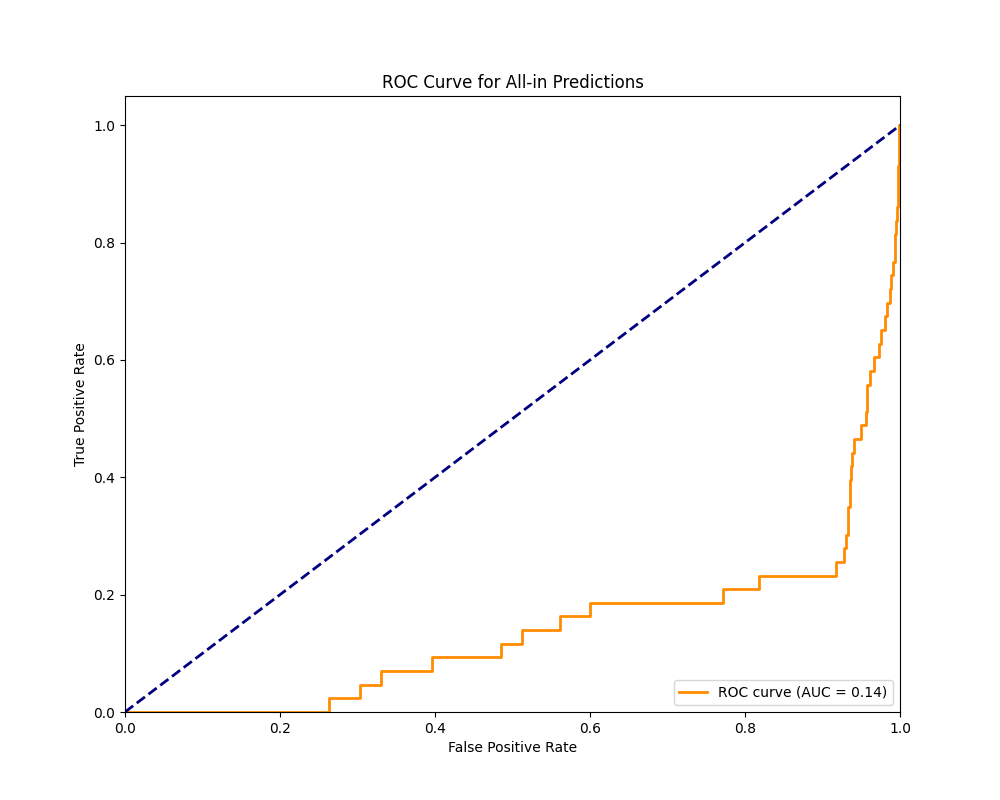 ROC Curve for All-in Predictions
1.0
0.8
0.6
0.4
0.2
0.0
True Positive Rate
ROC curve (AUC = 0.14)
0.0 0.2 0.4 0.6 0.8 1.0
False Positive Rate